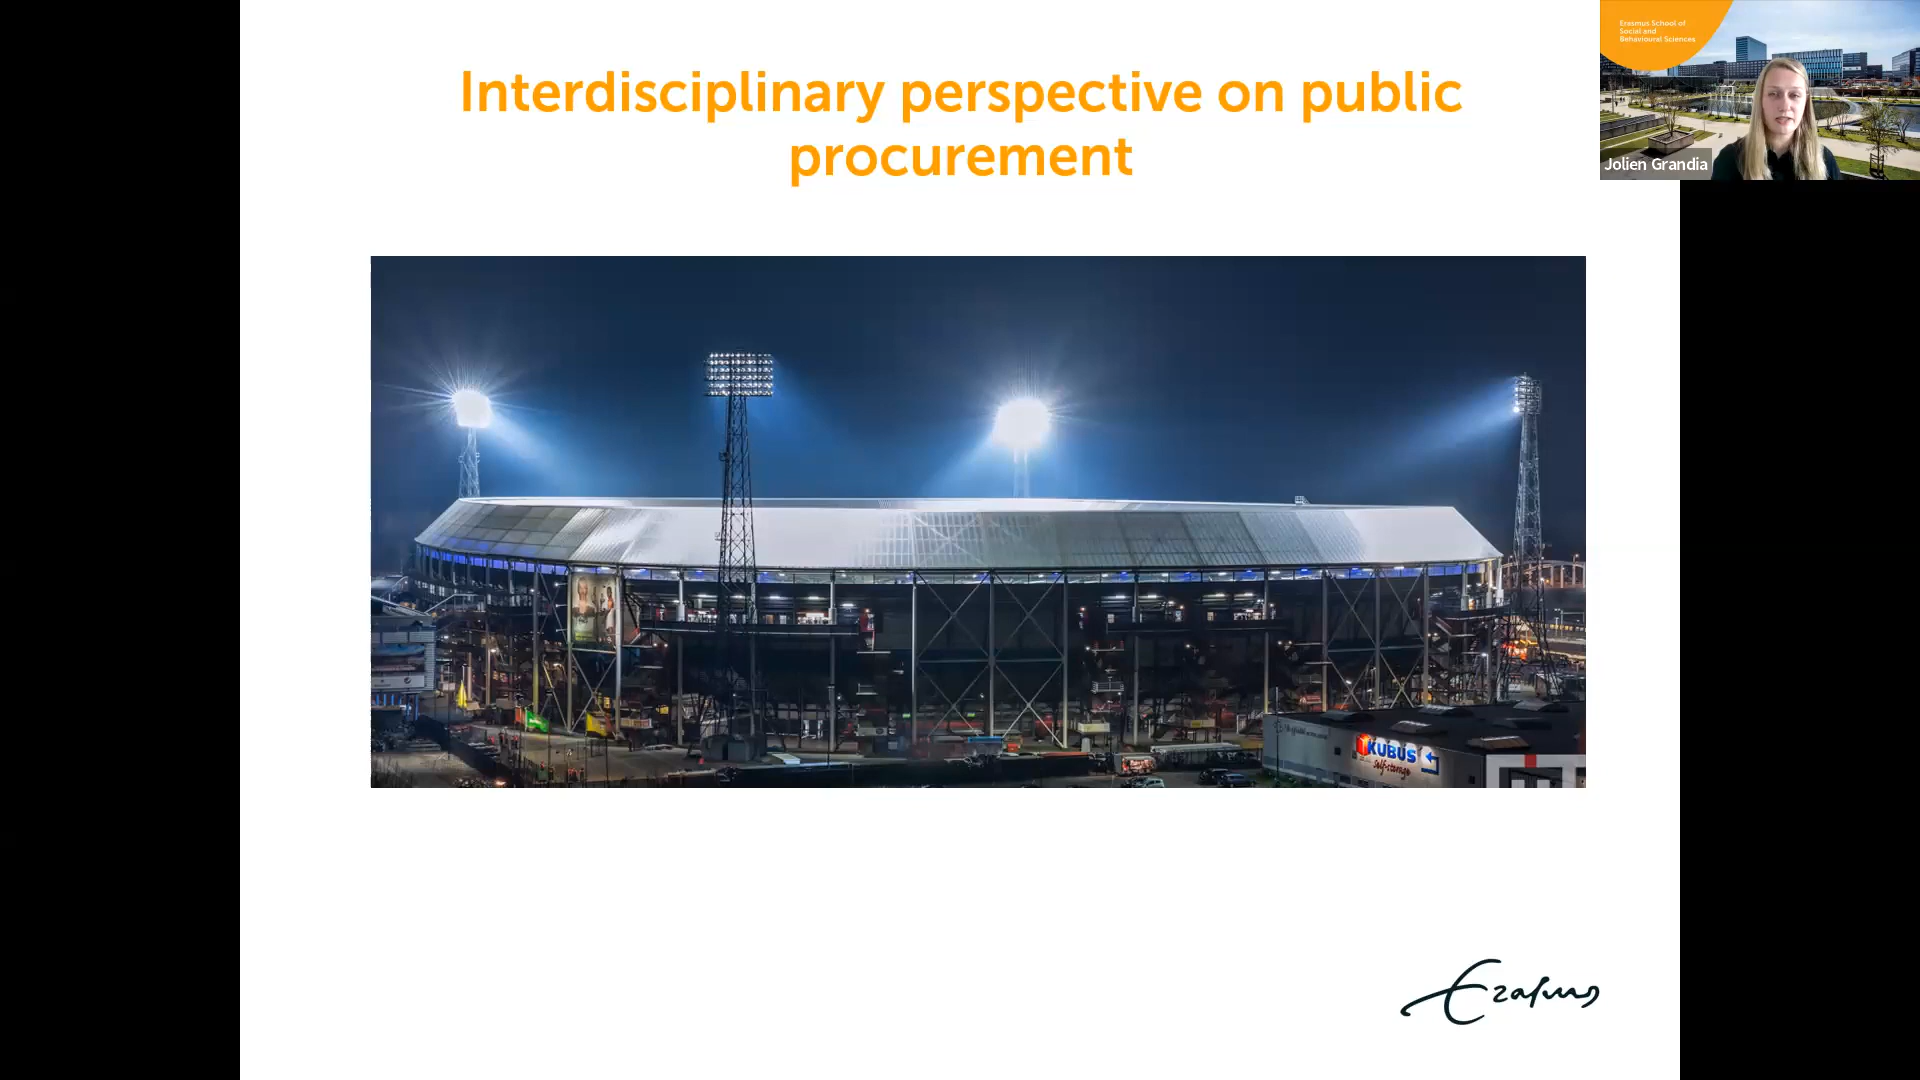 Interdisciplinary perspective on public
procurement
Erasmus School of
Social and
Behavioural Sciences
Jolien Grandia
KUBUS
Self-storage
Erasmus